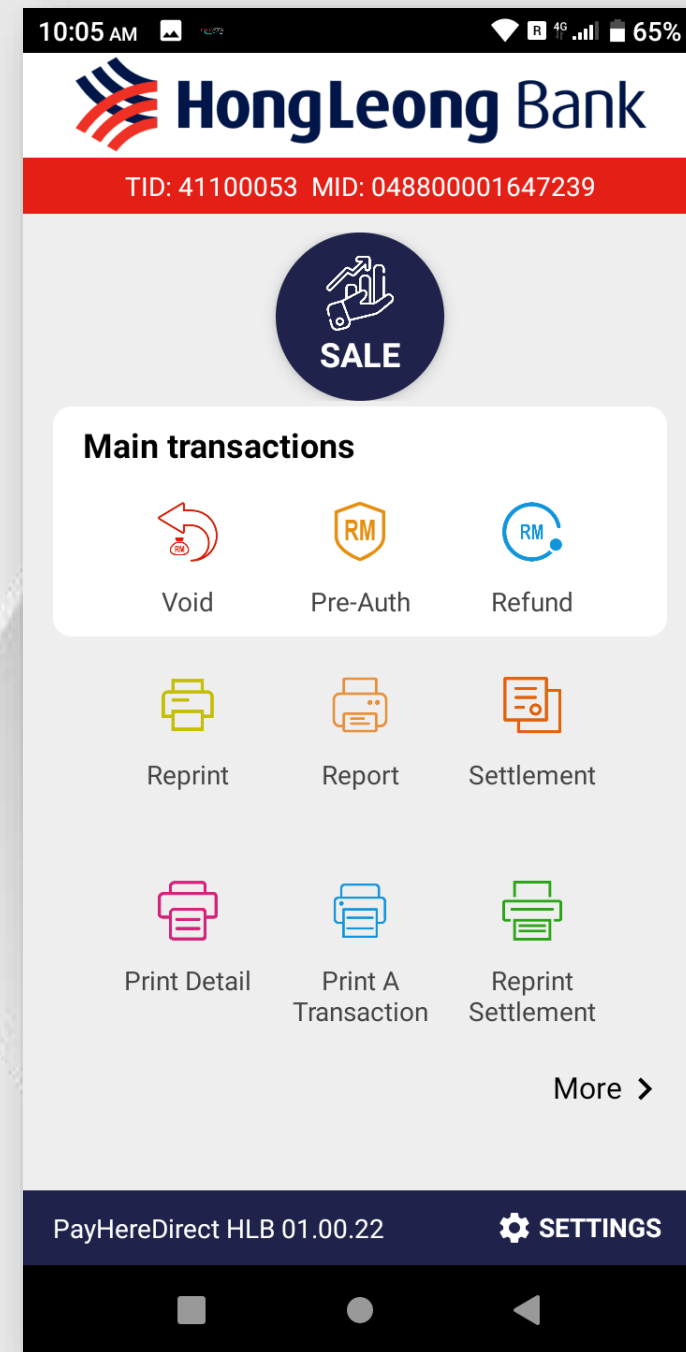 10:05 AM R 4G 65%
HongLeong Bank
TID: 41100053 MID: 048800001647239
SALE
Main transactions
RM RM RM
Void Pre-Auth Refund
Reprint Report Settlement
Print Detail Print A Reprint
Transaction Settlement
More
PayHereDirect HLB 01.00.22 SETTINGS